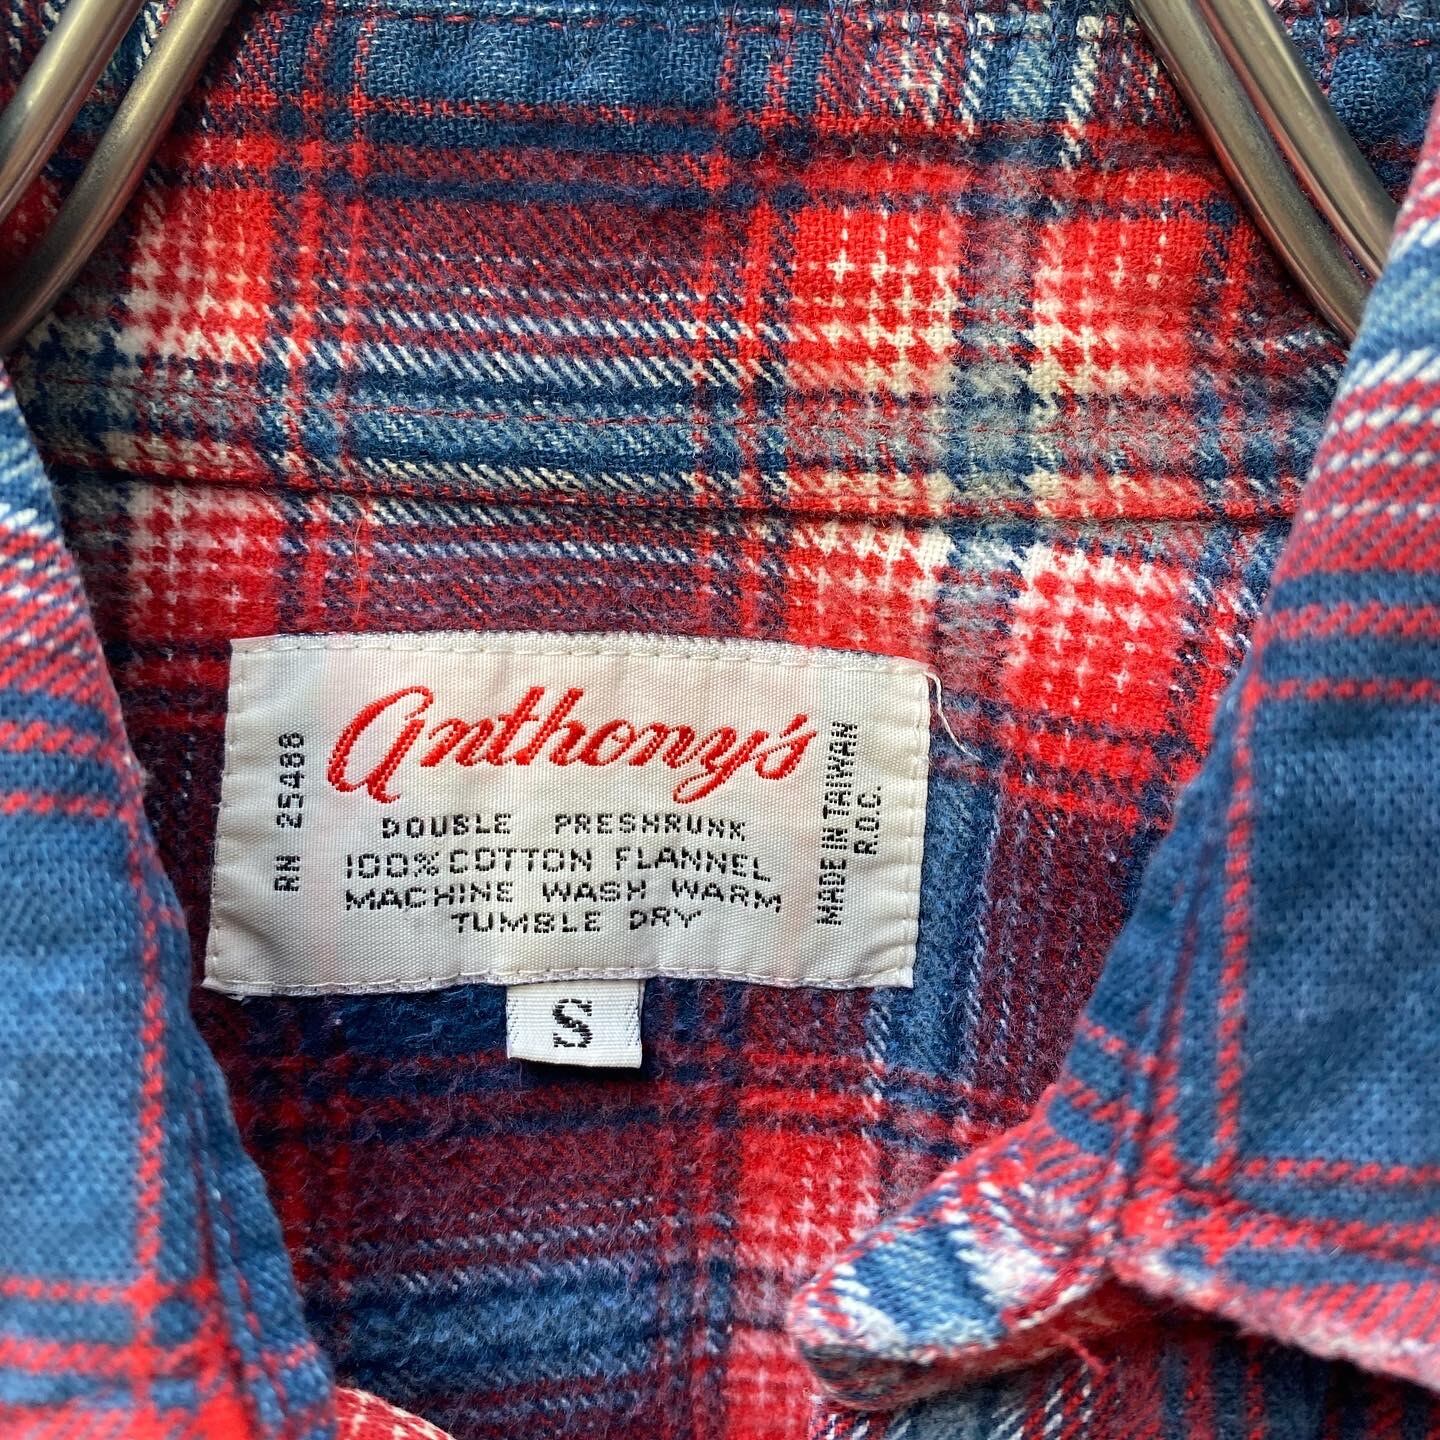 Anthony's
DOUBLE PRESHRUNK
100% COTTON FLANNEL
MACHINE WASH WARM
TUMBLE DRY
RN 25488
MADE IN TAIWAN
R.O.C.
S